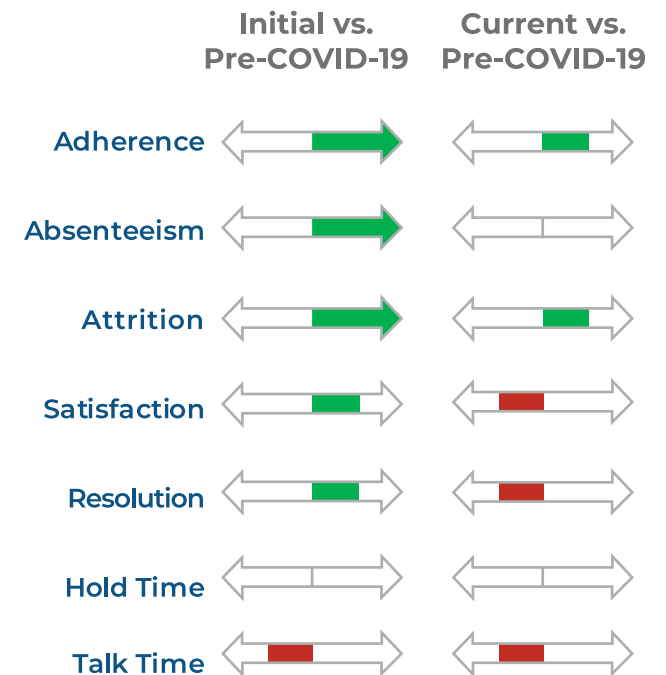 Initial vs.
Pre-COVID-19
Current vs.
Pre-COVID-19
Adherence
Absenteeism
Attrition
Satisfaction
Resolution
Hold Time
Talk Time